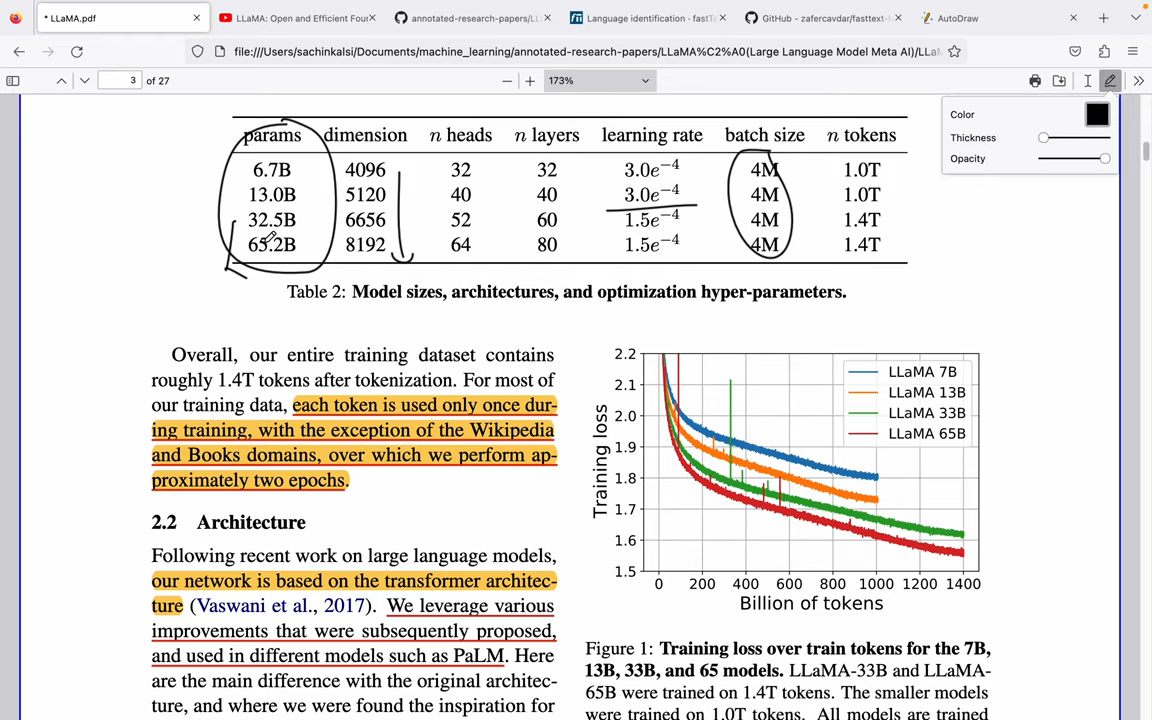 * LLaMA.pdf
LLaMA: Open and Efficient Four
annotated-research-papers/LL
Language identification · fastTe
GitHub - zafercavdar/fasttext-l
AutoDraw
file:///Users/sachinkalsi/Documents/machine_learning/annotated-research-papers/LLaMA%C2%A0(Large Language Model Meta AI)/LLa
3 of 27
173%
Color
Thickness
Opacity
params dimension n heads n layers learning rate batch size n tokens
6.7B 4096 32 32 3.0e−4 4M 1.0T
13.0B 5120 40 40 3.0e−4 4M 1.0T
32.5B 6656 52 60 1.5e−4 4M 1.4T
65.2B 8192 64 80 1.5e−4 4M 1.4T
Table 2: Model sizes, architectures, and optimization hyper-parameters.
Overall, our entire training dataset contains
roughly 1.4T tokens after tokenization. For most of
our training data, each token is used only once dur-
ing training, with the exception of the Wikipedia
and Books domains, over which we perform ap-
proximately two epochs.
2.2 Architecture
Following recent work on large language models,
our network is based on the transformer architec-
ture (Vaswani et al., 2017). We leverage various
improvements that were subsequently proposed,
and used in different models such as PaLM. Here
are the main difference with the original architec-
ture, and where we were found the inspiration for
2.2
2.1
2.0
1.9
1.8
1.7
1.6
1.5
Training loss
LLaMA 7B
LLaMA 13B
LLaMA 33B
LLaMA 65B
0 200 400 600 800 1000 1200 1400
Billion of tokens
Figure 1: Training loss over train tokens for the 7B,
13B, 33B, and 65 models. LLaMA-33B and LLaMA-
65B were trained on 1.4T tokens. The smaller models
were trained on 1.0T tokens. All models are trained